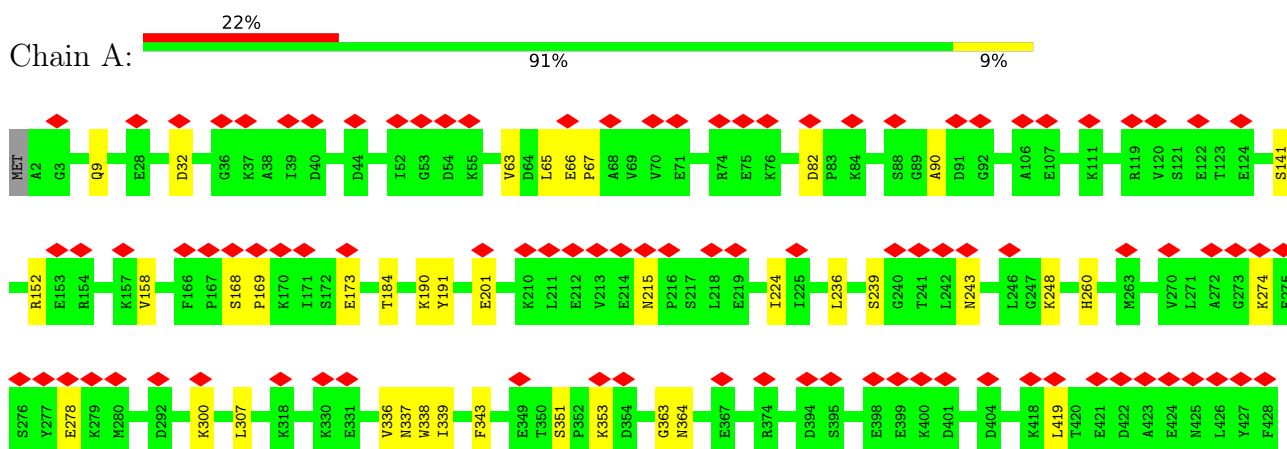 22%
Chain A:
91% 9%
MET A2 G3 Q9 E28 D32 G36 K37 A38 I39 D40 D44 I52 G53 D54 K55 V63 D64 L65 E66 P67 A68 V69 V70 E71 R74 E75 K76 D82 P83 K84 S88 G89 A90 D91 G92 A106 E107 K111 R119 V120 S121 E122 T123 E124 S141
R152 E153 R154 K157 V158 F166 P167 S168 P169 K170 I171 S172 E173 T184 K190 Y191 E201 K210 L211 E212 V213 E214 N215 P216 S217 L218 E219 I224 I225 L236 S239 G240 T241 L242 N243 L246 G247 K248 H260 M263 V270 L271 A272 G273 K274
S276 Y277 E278 K279 M280 D292 K300 L307 K318 K330 E331 V336 N337 W338 I339 F343 E349 T350 S351 P352 K353 D354 G363 N364 E367 R374 D394 S395 E398 E399 K400 D401 D404 K418 L419 T420 E421 D422 A423 E424 N425 L426 Y427 F428